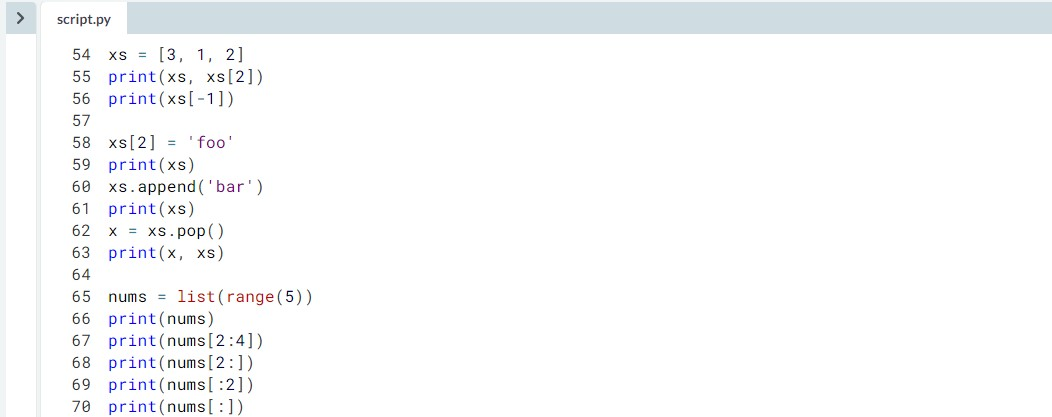 script.py
54 xs = [3, 1, 2]
55 print(xs, xs[2])
56 print(xs[-1])
57
58 xs[2] = 'foo'
59 print(xs)
60 xs.append('bar')
61 print(xs)
62 x = xs.pop()
63 print(x, xs)
64
65 nums = list(range(5))
66 print(nums)
67 print(nums[2:4])
68 print(nums[2:])
69 print(nums[:2])
70 print(nums[:])